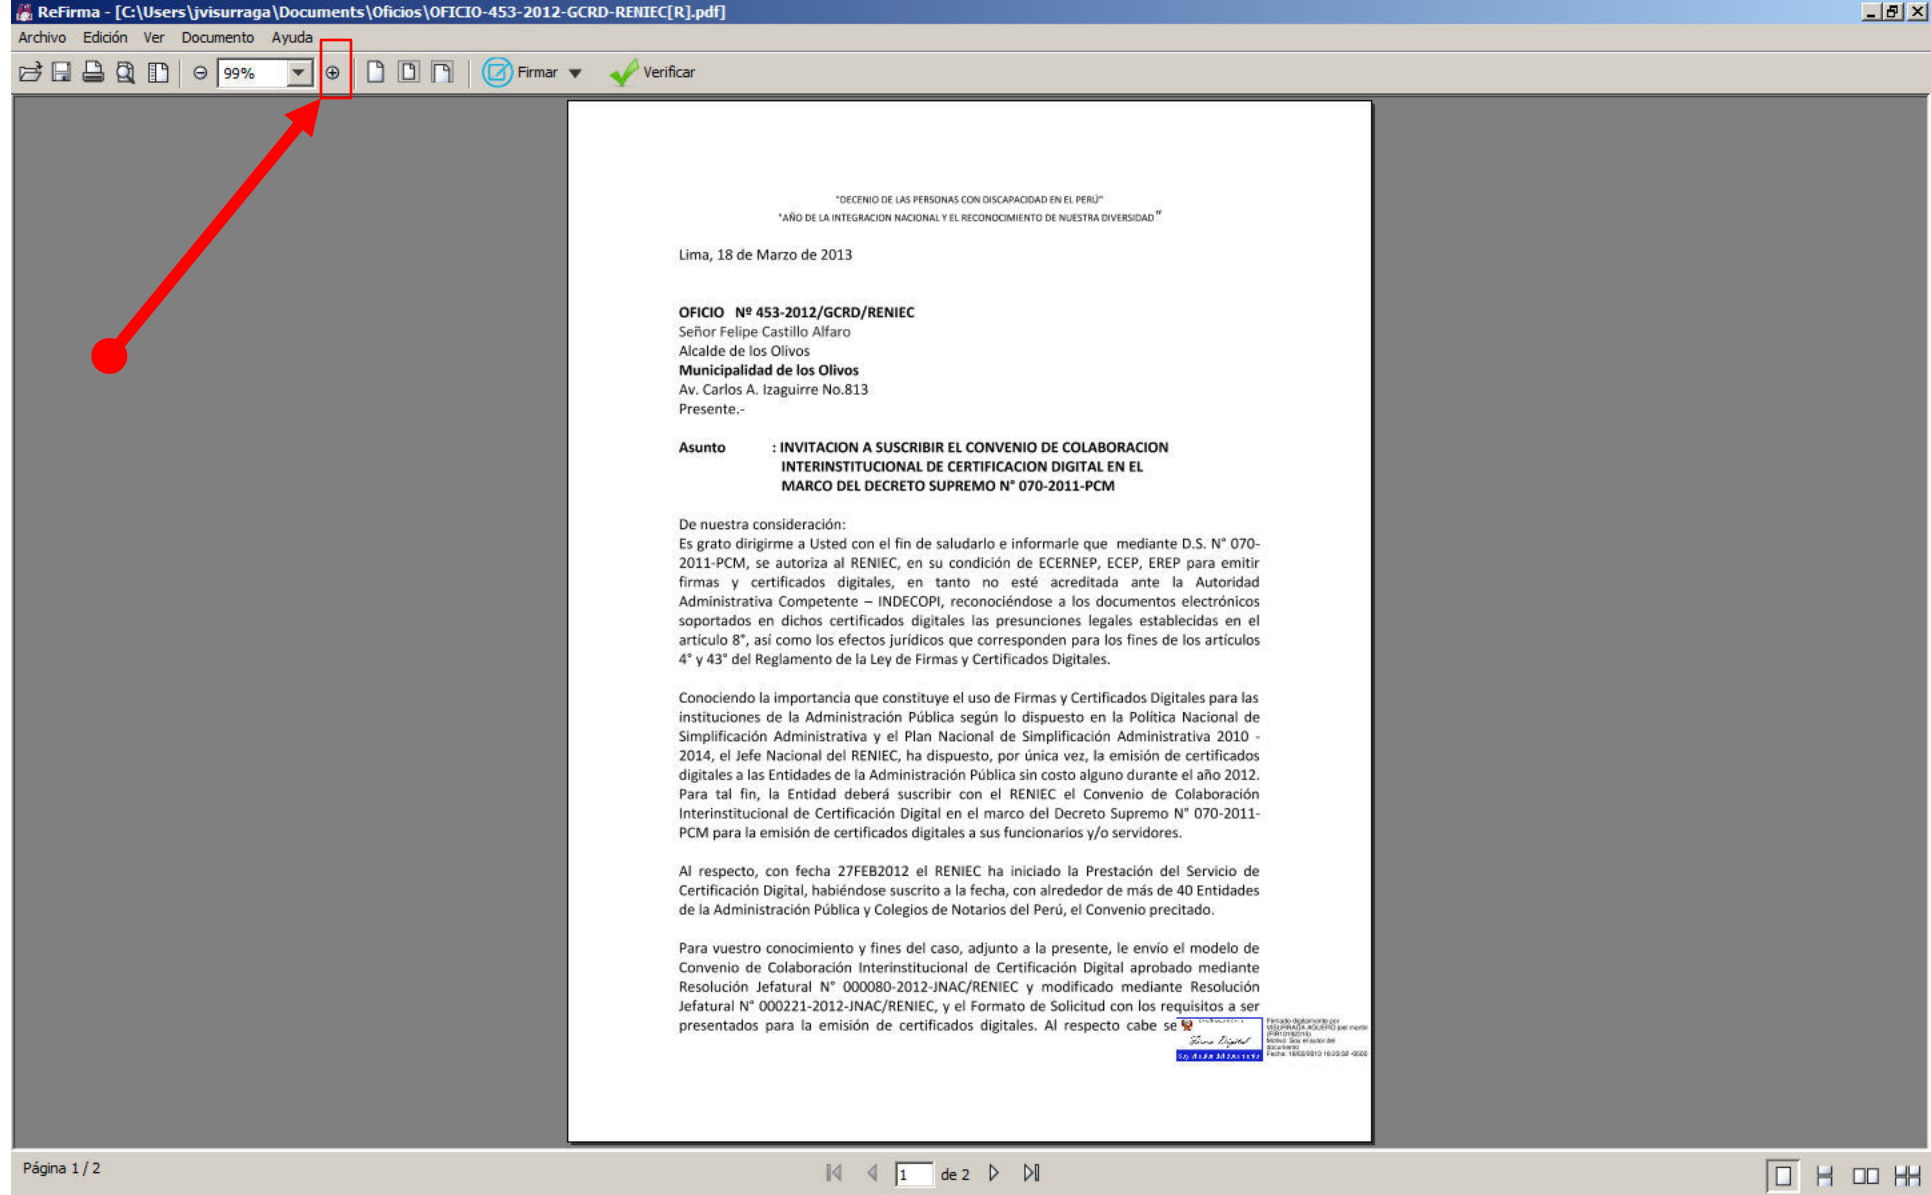 ReFirma - [C:\Users\jvisurraga\Documents\Oficios\OFICIO-453-2012-GCRD-RENIEC[R].pdf]
Archivo Edición Ver Documento Ayuda
99% Firmar Verificar
"DECENIO DE LAS PERSONAS CON DISCAPACIDAD EN EL PERÚ"
"AÑO DE LA INTEGRACION NACIONAL Y EL RECONOCIMIENTO DE NUESTRA DIVERSIDAD"
Lima, 18 de Marzo de 2013
OFICIO Nº 453-2012/GCRD/RENIEC
Señor Felipe Castillo Alfaro
Alcalde de los Olivos
Municipalidad de los Olivos
Av. Carlos A. Izaguirre No.813
Presente.-
Asunto : INVITACION A SUSCRIBIR EL CONVENIO DE COLABORACION
INTERINSTITUCIONAL DE CERTIFICACION DIGITAL EN EL
MARCO DEL DECRETO SUPREMO N° 070-2011-PCM
De nuestra consideración:
Es grato dirigirme a Usted con el fin de saludarlo e informarle que mediante D.S. N° 070-
2011-PCM, se autoriza al RENIEC, en su condición de ECERNEP, ECEP, EREP para emitir
firmas y certificados digitales, en tanto no esté acreditada ante la Autoridad
Administrativa Competente – INDECOPI, reconociéndose a los documentos electrónicos
soportados en dichos certificados digitales las presunciones legales establecidas en el
artículo 8°, así como los efectos jurídicos que corresponden para los fines de los artículos
4° y 43° del Reglamento de la Ley de Firmas y Certificados Digitales.
Conociendo la importancia que constituye el uso de Firmas y Certificados Digitales para las
instituciones de la Administración Pública según lo dispuesto en la Política Nacional de
Simplificación Administrativa y el Plan Nacional de Simplificación Administrativa 2010 -
2014, el Jefe Nacional del RENIEC, ha dispuesto, por única vez, la emisión de certificados
digitales a las Entidades de la Administración Pública sin costo alguno durante el año 2012.
Para tal fin, la Entidad deberá suscribir con el RENIEC el Convenio de Colaboración
Interinstitucional de Certificación Digital en el marco del Decreto Supremo N° 070-2011-
PCM para la emisión de certificados digitales a sus funcionarios y/o servidores.
Al respecto, con fecha 27FEB2012 el RENIEC ha iniciado la Prestación del Servicio de
Certificación Digital, habiéndose suscrito a la fecha, con alrededor de más de 40 Entidades
de la Administración Pública y Colegios de Notarios del Perú, el Convenio precitado.
Para vuestro conocimiento y fines del caso, adjunto a la presente, le envío el modelo de
Convenio de Colaboración Interinstitucional de Certificación Digital aprobado mediante
Resolución Jefatural N° 000080-2012-JNAC/RENIEC y modificado mediante Resolución
Jefatural N° 000221-2012-JNAC/RENIEC, y el Formato de Solicitud con los requisitos a ser
presentados para la emisión de certificados digitales. Al respecto cabe se
Firma Digital
Firmado digitalmente por
VISURRAGA AGUERO joel martin
Motivo: Soy el autor del
documento
Página 1 / 2
1 de 2